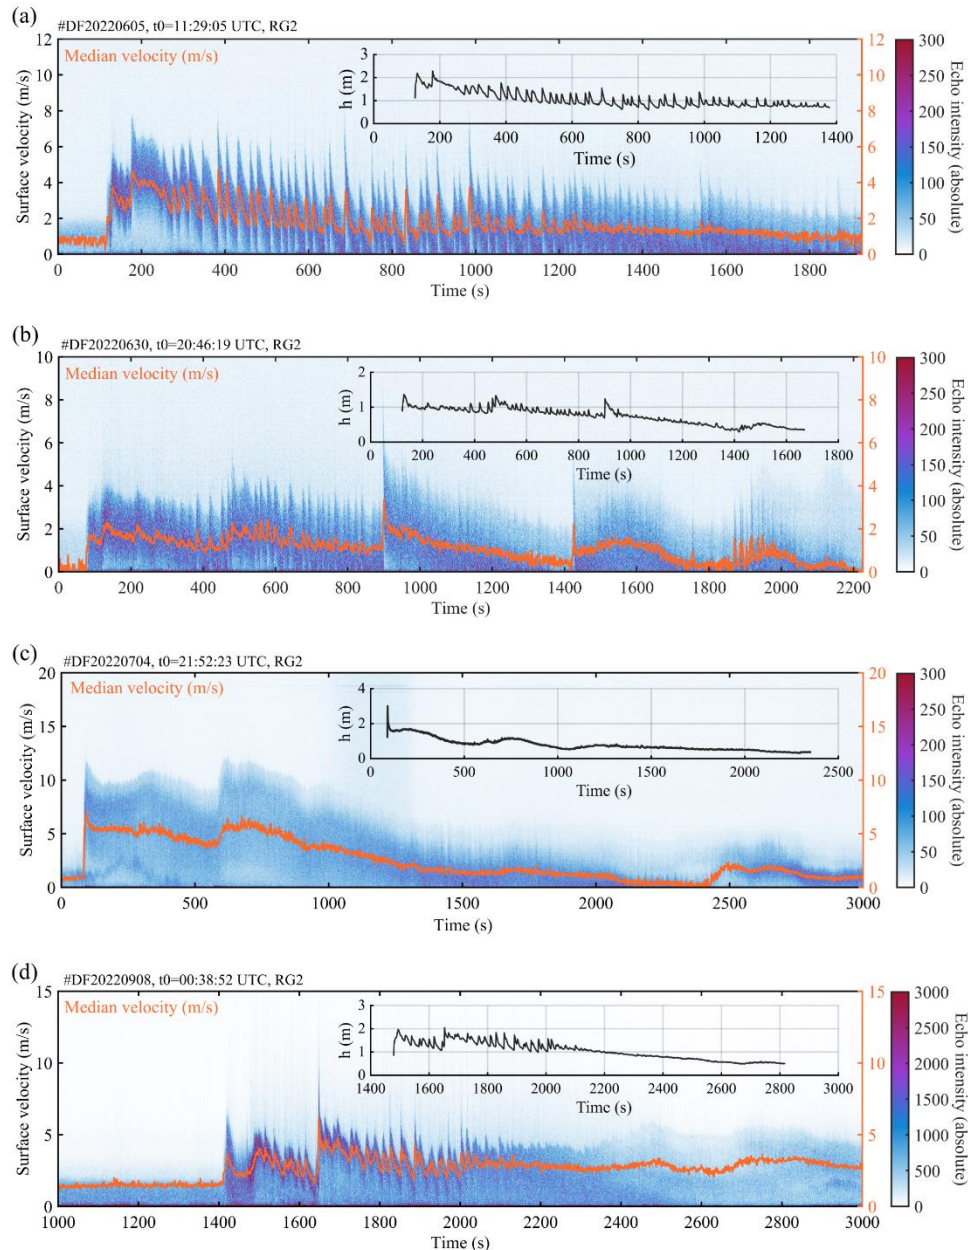 (a)
#DF20220605, t0=11:29:05 UTC, RG2
Median velocity (m/s)
Surface velocity (m/s)
12
10
8
6
4
2
0
0 200 400 600 800 1000 1200 1400 1600 1800
Time (s)
h (m)
3
2
1
0
0 200 400 600 800 1000 1200 1400
Time (s)
12
10
8
6
4
2
0
300
250
200
150
100
50
0
Echo intensity (absolute)
(b)
#DF20220630, t0=20:46:19 UTC, RG2
Median velocity (m/s)
Surface velocity (m/s)
10
8
6
4
2
0
0 200 400 600 800 1000 1200 1400 1600 1800 2000 2200
Time (s)
h (m)
2
1
0
0 200 400 600 800 1000 1200 1400 1600 1800
Time (s)
10
8
6
4
2
0
300
250
200
150
100
50
0
Echo intensity (absolute)
(c)
#DF20220704, t0=21:52:23 UTC, RG2
Median velocity (m/s)
Surface velocity (m/s)
20
15
10
5
0
0 500 1000 1500 2000 2500 3000
Time (s)
h (m)
4
2
0
0 500 1000 1500 2000 2500
Time (s)
20
15
10
5
0
300
250
200
150
100
50
0
Echo intensity (absolute)
(d)
#DF20220908, t0=00:38:52 UTC, RG2
Median velocity (m/s)
Surface velocity (m/s)
15
10
5
0
1000 1200 1400 1600 1800 2000 2200 2400 2600 2800 3000
Time (s)
h (m)
3
2
1
0
1400 1600 1800 2000 2200 2400 2600 2800 3000
Time (s)
15
10
5
0
3000
2500
2000
1500
1000
500
0
Echo intensity (absolute)